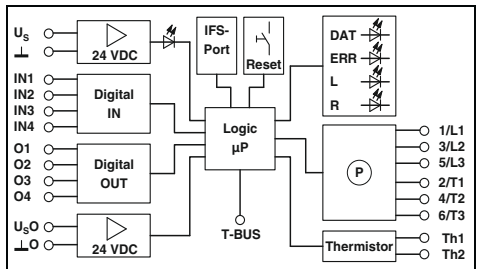 Us
⊥
24 VDC
IFS-
Port
Reset
DAT
ERR
L
R
IN1
IN2
IN3
IN4
Digital
IN
Logic
µP
O1
O2
O3
O4
Digital
OUT
P
1/L1
3/L2
5/L3
2/T1
4/T2
6/T3
UsO
⊥O
24 VDC
T-BUS
Thermistor
Th1
Th2